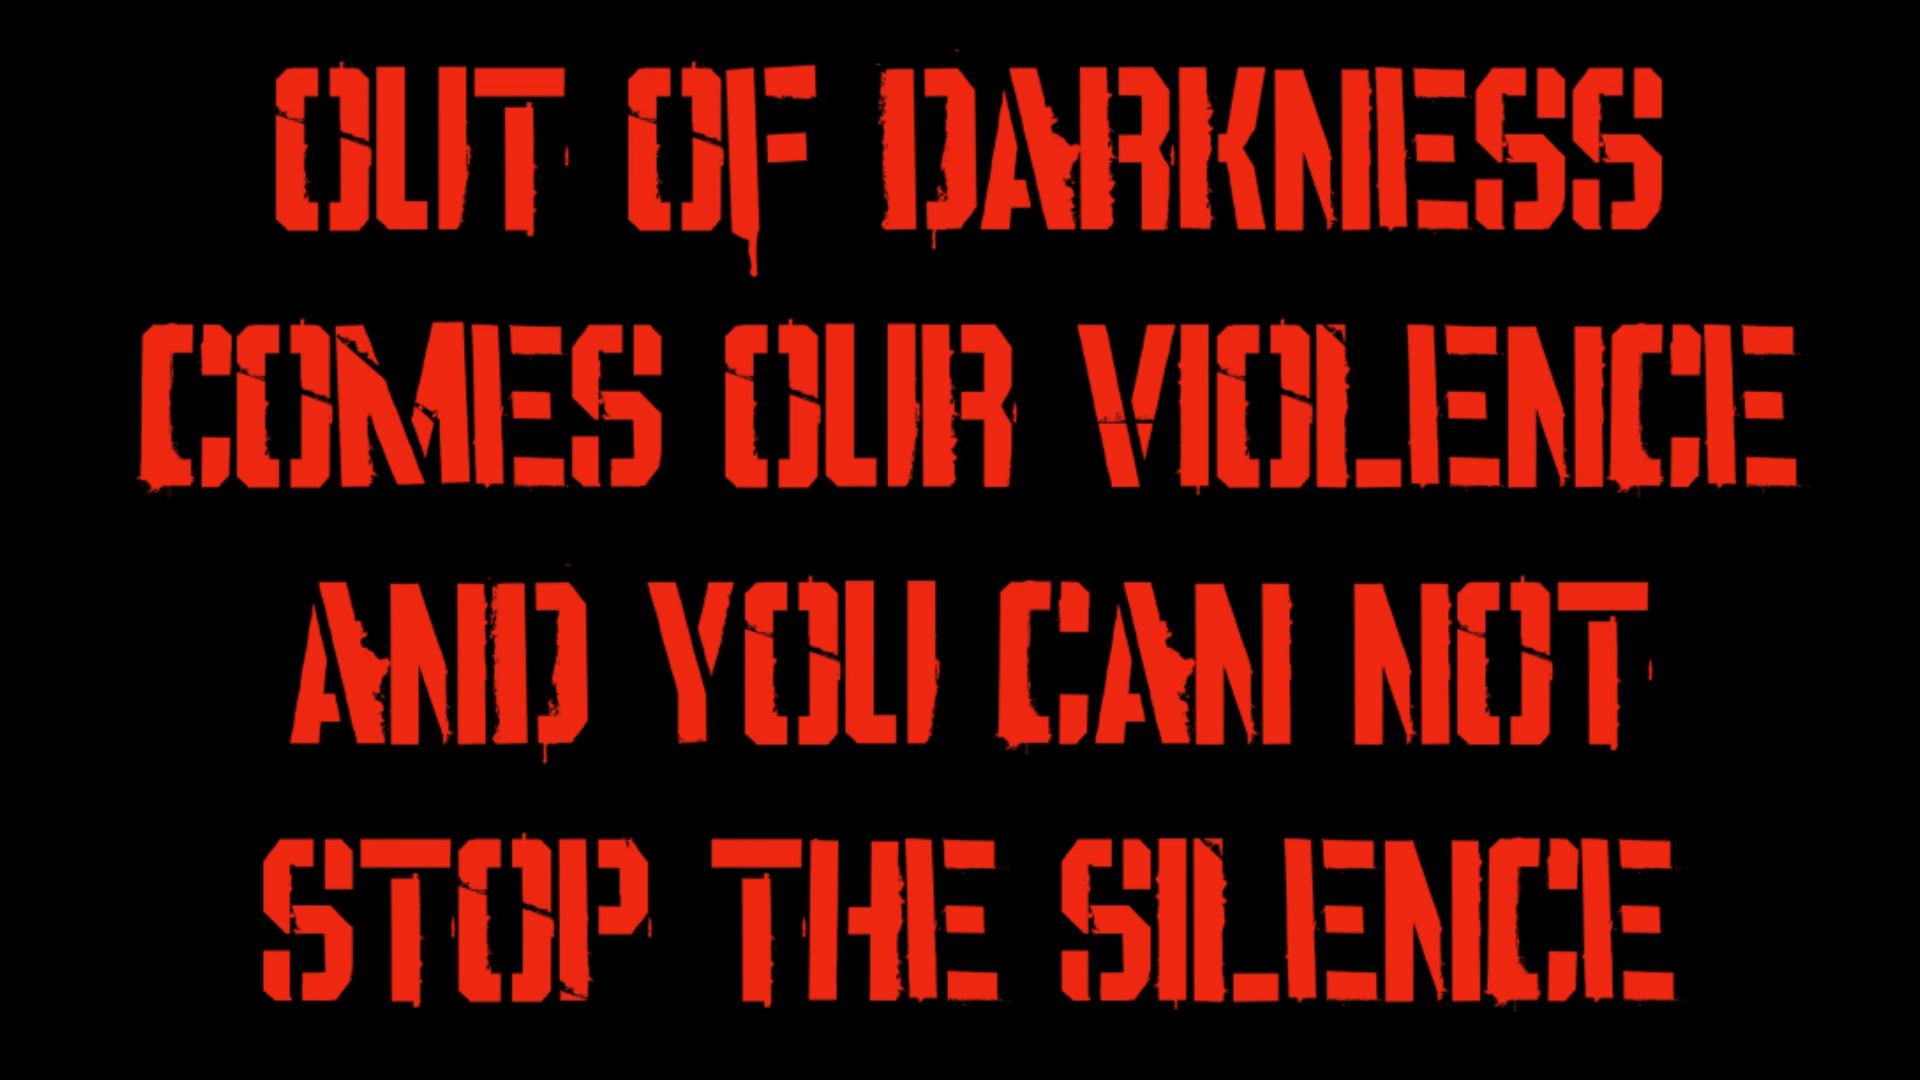 OUT OF DARKNESS
COMES OUR VIOLENCE
AND YOU CAN NOT
STOP THE SILENCE